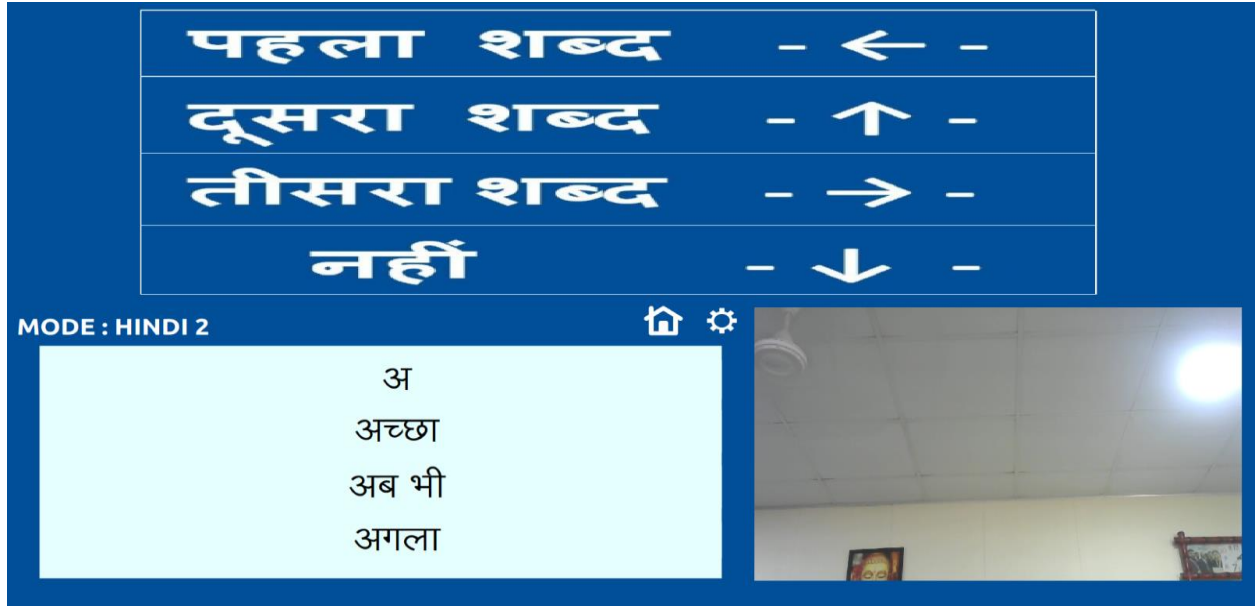 पहला शब्द - ← -
दूसरा शब्द - ↑ -
तीसरा शब्द - → -
नहीं - ↓ -
MODE : HINDI 2
अ
अच्छा
अब भी
अगला